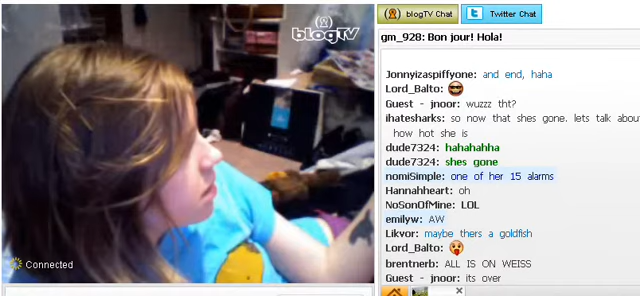 blogTV
blogTV Chat
Twitter Chat
gm_928: Bon jour! Hola!
Jonnyizaspiffyone: and end, haha
Lord_Balto:
Guest - jnoor: wuzzz tht?
ihatesharks: so now that shes gone. lets talk about
how hot she is
dude7324: hahahahha
dude7324: shes gone
nomiSimple: one of her 15 alarms
Hannahheart: oh
NoSonOfMine: LOL
emilyw: AW
Likvor: maybe thers a goldfish
Lord_Balto:
brentnerb: ALL IS ON WEISS
Guest - jnoor: its over
Connected